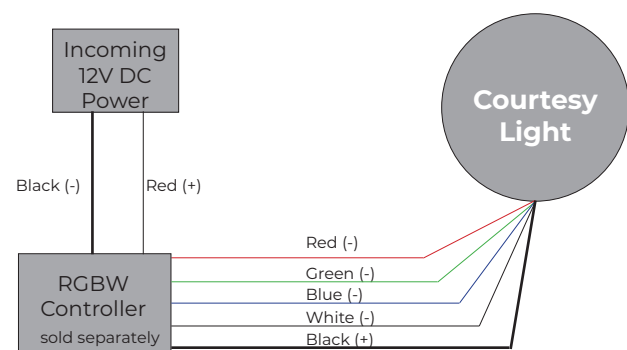 Incoming
12V DC
Power
Courtesy
Light
Black (-)
Red (+)
Red (-)
Green (-)
Blue (-)
White (-)
Black (+)
RGBW
Controller
sold separately